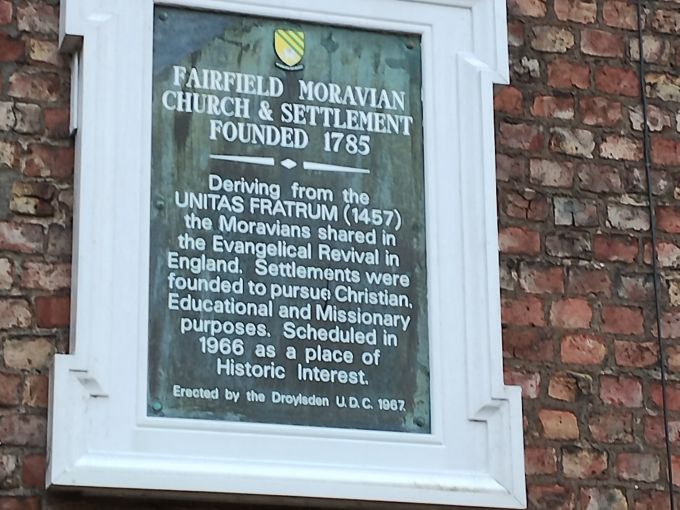 FAIRFIELD MORAVIAN
CHURCH & SETTLEMENT
FOUNDED 1785
Deriving from the
UNITAS FRATRUM (1457)
the Moravians shared in
the Evangelical Revival in
England. Settlements were
founded to pursue Christian,
Educational and Missionary
purposes. Scheduled in
1966 as a place of
Historic Interest.
Erected by the Droylsden U.D.C. 1967.